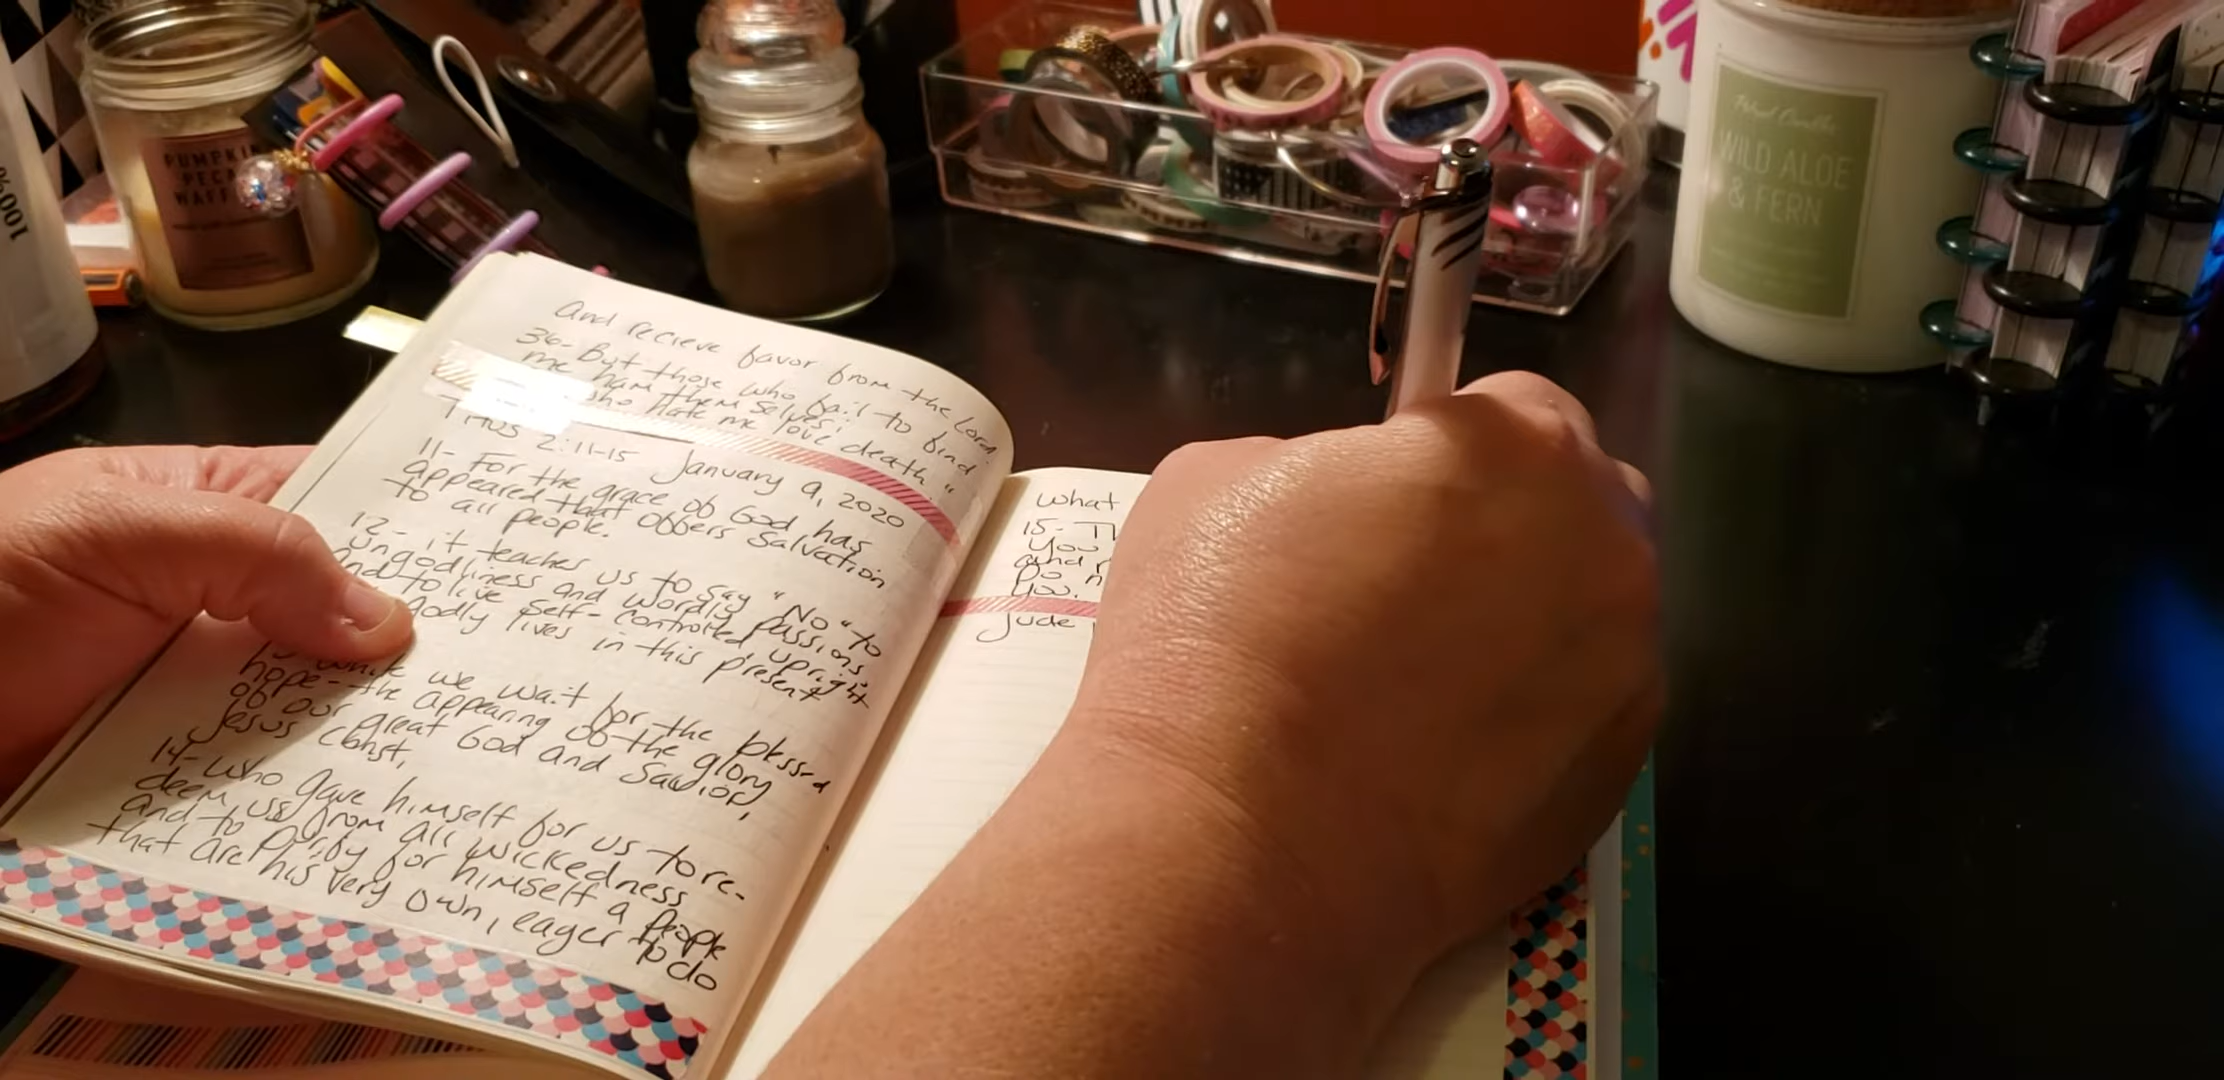 100%
PUMPKIN
PECAN
WAFF
WILD ALOE
& FERN
and recieve favor from the Lord.
36- But those who fail to find
me harm themselves;
who hate me love death."
Titus 2:11-15 January 9, 2020
11- For the grace of God has
appeared that offers Salvation
to all people.
12- it teaches us to say "No" to
ungodliness and wordly passions,
and to live self-controlled, upright
godly lives in this present
while we wait for the blessed
hope- the appearing of the glory
of our great God and Savior,
Jesus Christ,
14- who gave himself for us to re-
deem us from all wickedness
and to purify for himself a people
that are his very own, eager to do
what
15- Th
you
and r
Do n
you.
Jude